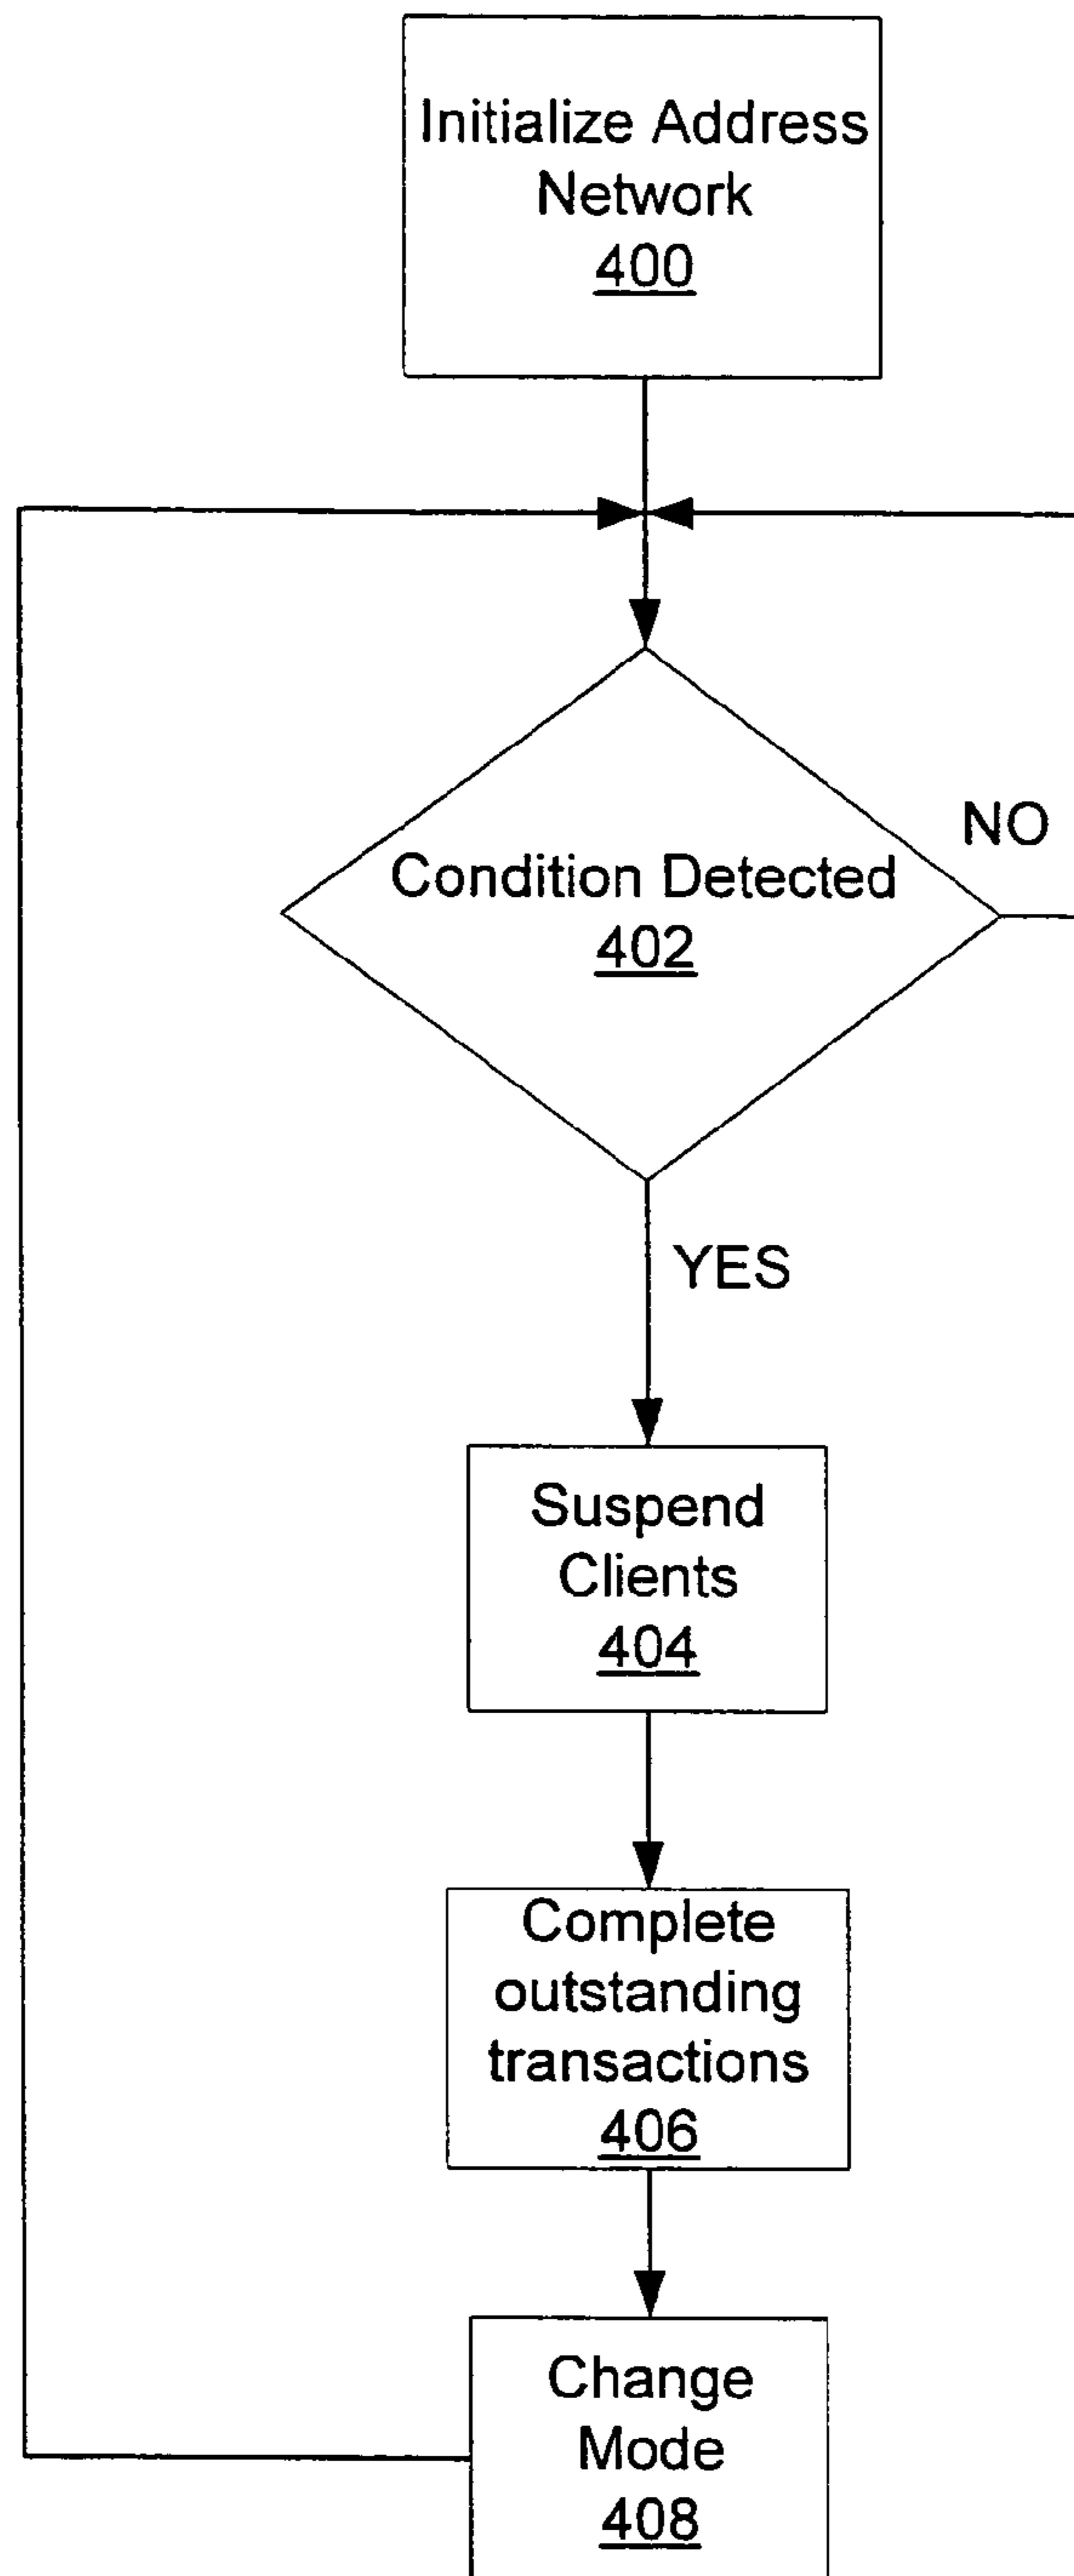 Initialize Address
Network
400
NO
Condition Detected
402
YES
Suspend
Clients
404
Complete
outstanding
transactions
406
Change
Mode
408